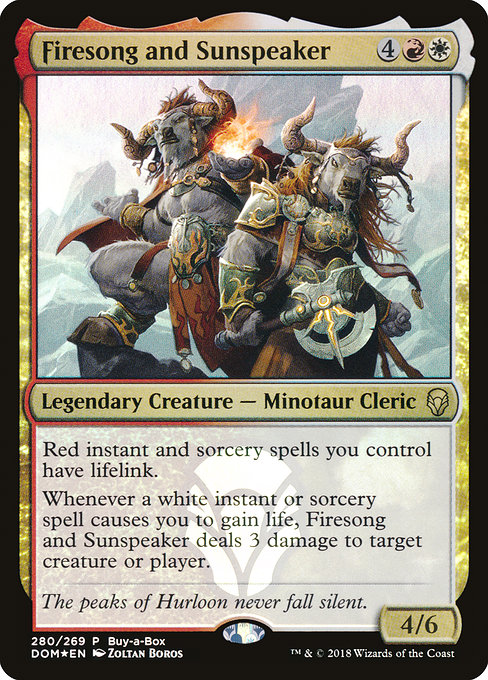 Firesong and Sunspeaker 4
Legendary Creature — Minotaur Cleric
Red instant and sorcery spells you control
have lifelink.
Whenever a white instant or sorcery
spell causes you to gain life, Firesong
and Sunspeaker deals 3 damage to target
creature or player.
The peaks of Hurloon never fall silent.
4/6
280/269 P Buy-a-Box
DOM★EN Zoltan Boros
™ & © 2018 Wizards of the Coast